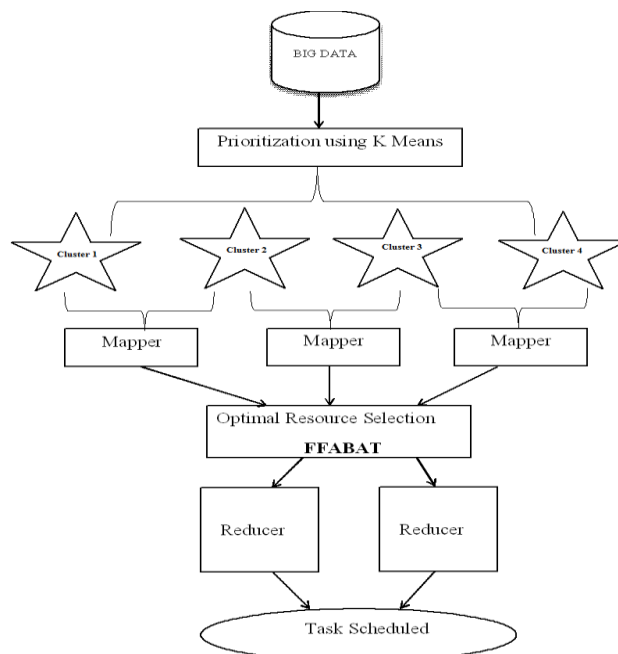 BIG DATA
Prioritization using K Means
Cluster 1
Cluster 2
Cluster 3
Cluster 4
Mapper
Mapper
Mapper
Optimal Resource Selection
FFABAT
Reducer
Reducer
Task Scheduled